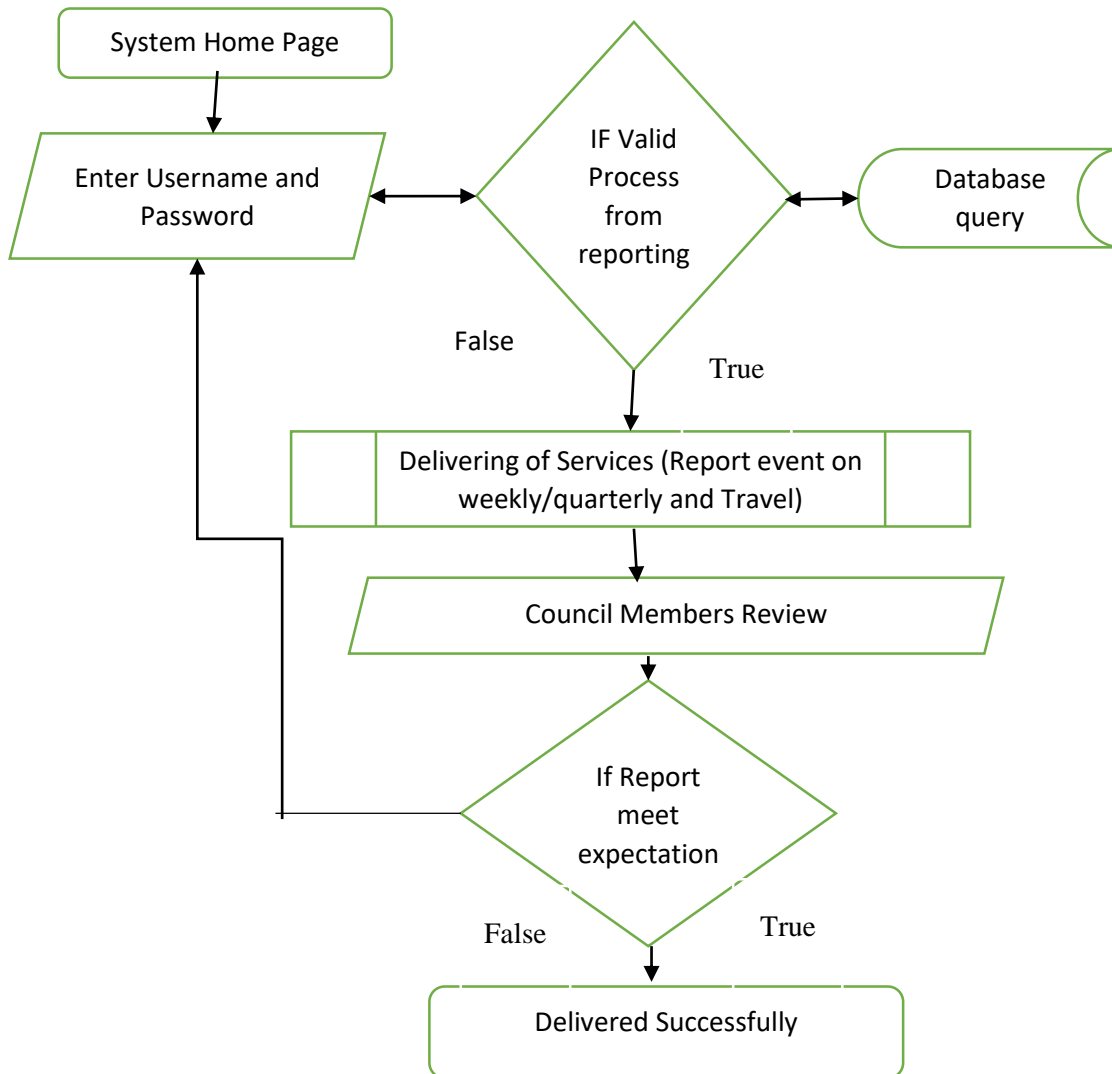 System Home Page
Enter Username and
Password
IF Valid
Process
from
reporting
Database
query
False
True
Delivering of Services (Report event on
weekly/quarterly and Travel)
Council Members Review
If Report
meet
expectation
False
True
Delivered Successfully